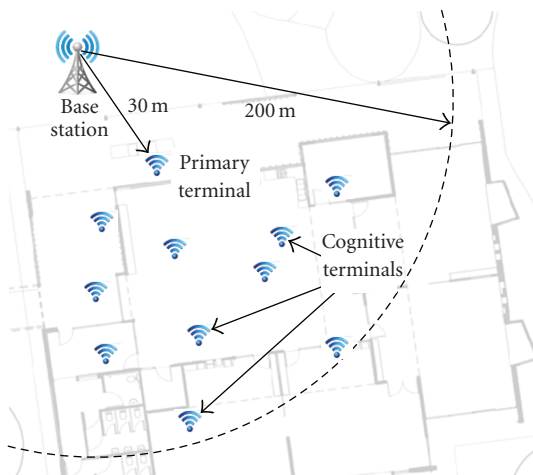 Base
station
30 m
200 m
Primary
terminal
Cognitive
terminals